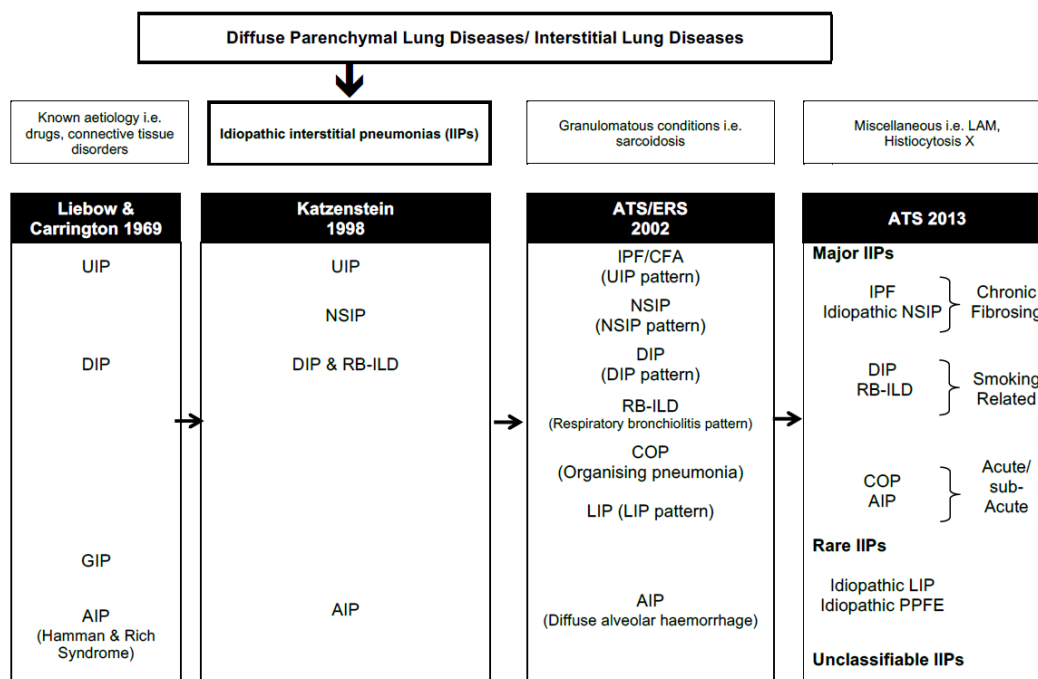 Diffuse Parenchymal Lung Diseases/ Interstitial Lung Diseases
Known aetiology i.e.
drugs, connective tissue
disorders
Idiopathic interstitial pneumonias (IIPs)
Granulomatous conditions i.e.
sarcoidosis
Miscellaneous i.e. LAM,
Histiocytosis X
Liebow &
Carrington 1969
UIP
DIP
GIP
AIP
(Hamman & Rich
Syndrome)
Katzenstein
1998
UIP
NSIP
DIP & RB-ILD
AIP
ATS/ERS
2002
IPF/CFA
(UIP pattern)
NSIP
(NSIP pattern)
DIP
(DIP pattern)
RB-ILD
(Respiratory bronchiolitis pattern)
COP
(Organising pneumonia)
LIP (LIP pattern)
AIP
(Diffuse alveolar haemorrhage)
ATS 2013
Major IIPs
IPF
Idiopathic NSIP
Chronic
Fibrosing
DIP
RB-ILD
Smoking
Related
COP
AIP
Acute/
sub-
Acute
Rare IIPs
Idiopathic LIP
Idiopathic PPFE
Unclassifiable IIPs